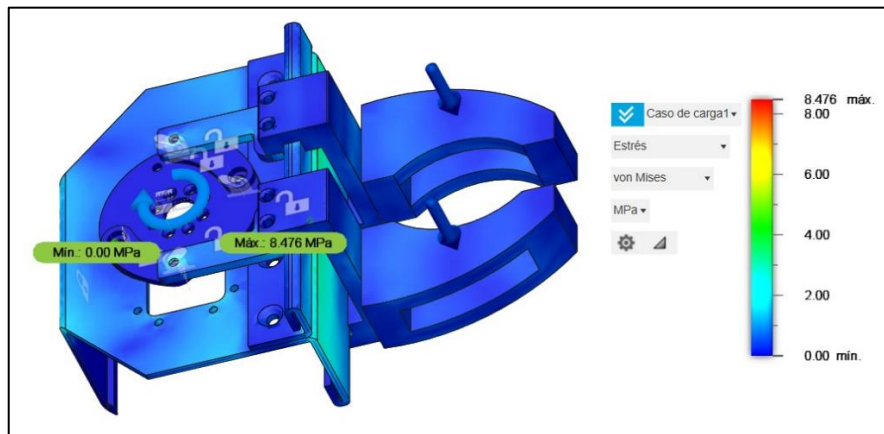 Mín.: 0.00 MPa
Máx.: 8.476 MPa
Caso de carga1
Estrés
von Mises
MPa
8.476 máx.
8.00
6.00
4.00
2.00
0.00 mín.